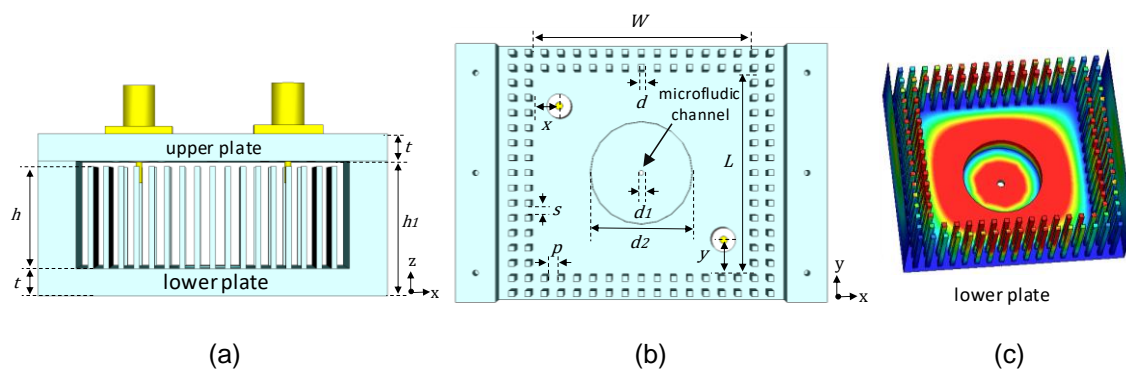 upper plate
t
h
h1
t
lower plate
z
x
(a)
W
d
microfludic
channel
x
L
s
d1
d2
p
y
y
x
(b)
lower plate
(c)